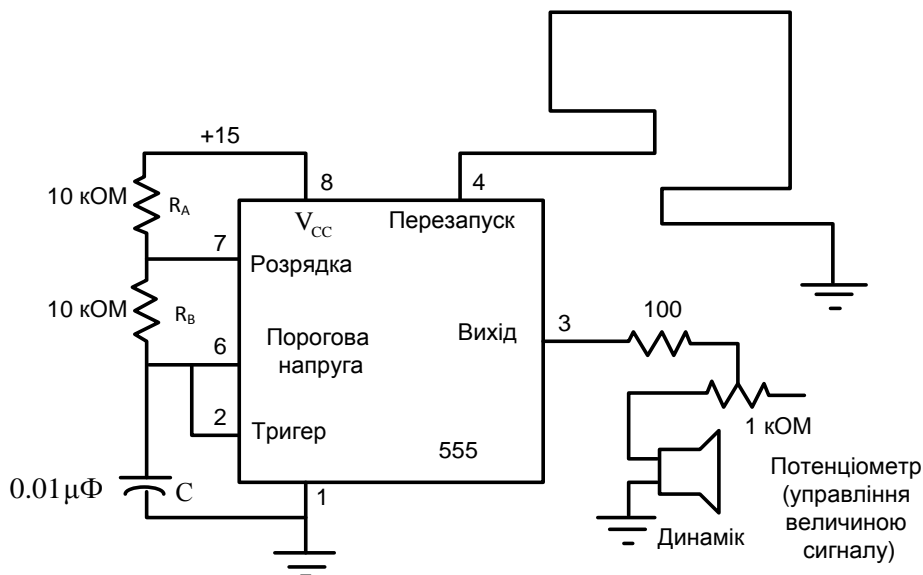 +15
10 кОМ
R_A
8
4
V_CC
Перезапуск
7
Розрядка
10 кОМ
R_B
6
Порогова
напруга
Вихід
3
100
2
Тригер
555
1 кОМ
0.01µФ
C
1
Динамік
Потенціометр
(управління
величиною
сигналу)